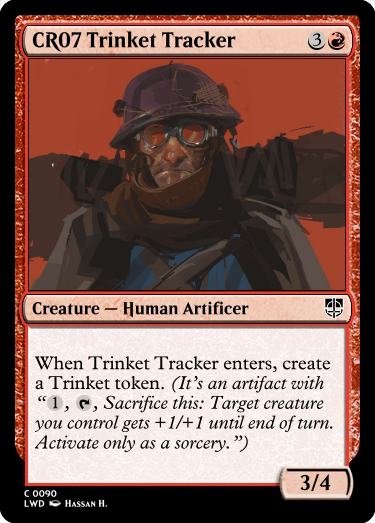 CR07 Trinket Tracker 3
Creature — Human Artificer
When Trinket Tracker enters, create
a Trinket token. (It's an artifact with
“1, , Sacrifice this: Target creature
you control gets +1/+1 until end of turn.
Activate only as a sorcery.”)
3/4
C 0090
LWD Hassan H.